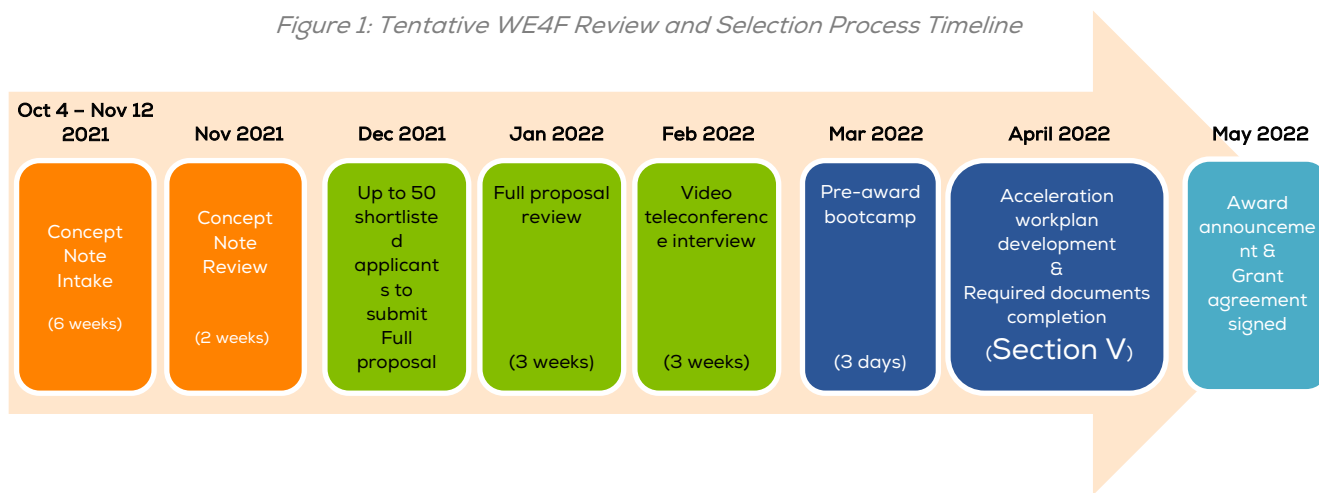 Figure 1: Tentative WE4F Review and Selection Process Timeline
Oct 4 – Nov 12
2021
Concept
Note
Intake
(6 weeks)
Nov 2021
Concept
Note
Review
(2 weeks)
Dec 2021
Up to 50
shortliste
d
applicant
s to
submit
Full
proposal
Jan 2022
Full proposal
review
(3 weeks)
Feb 2022
Video
teleconferenc
e interview
(3 weeks)
Mar 2022
Pre-award
bootcamp
(3 days)
April 2022
Acceleration
workplan
development
&
Required documents
completion
(Section V)
May 2022
Award
announceme
nt &
Grant
agreement
signed